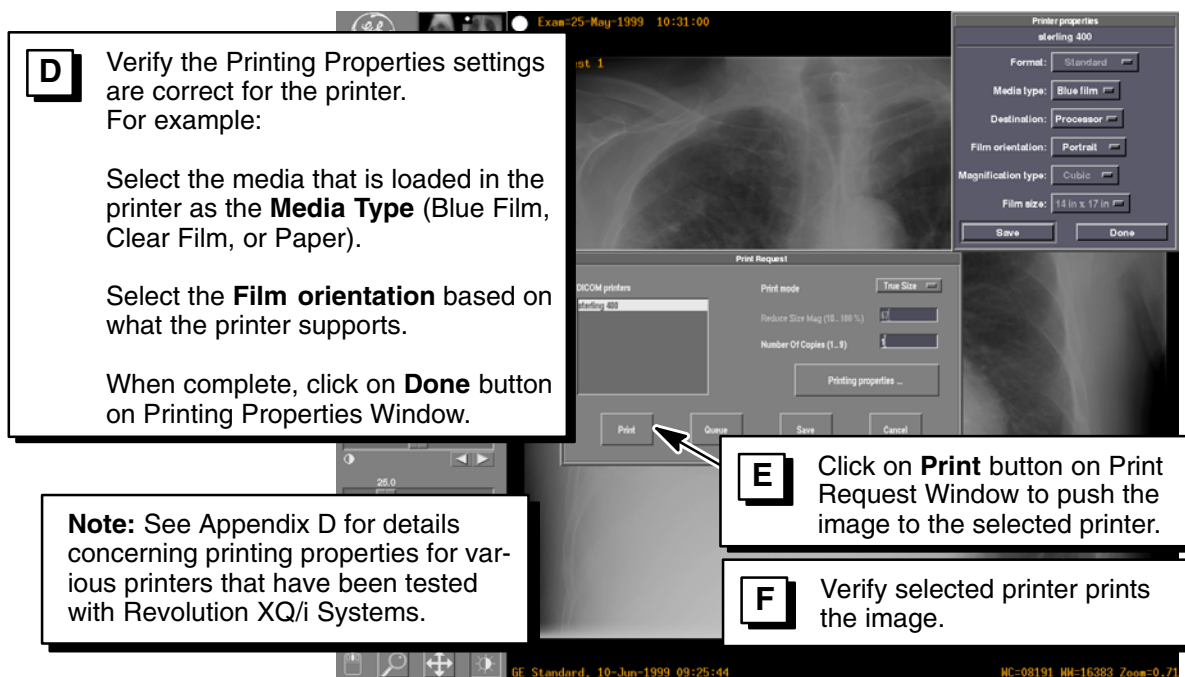 Exam=25-May-1999 10:31:00
st 1
D
Verify the Printing Properties settings
are correct for the printer.
For example:
Select the media that is loaded in the
printer as the Media Type (Blue Film,
Clear Film, or Paper).
Select the Film orientation based on
what the printer supports.
When complete, click on Done button
on Printing Properties Window.
Printer properties
sterling 400
Format: Standard
Media type: Blue film
Destination: Processor
Film orientation: Portrait
Magnification type: Cubic
Film size: 14 in x 17 in
Save Done
Print Request
DICOM printers
sterling 400
Print mode True Size
Reduce Size Mag (10.. 100 %)
Number Of Copies (1.. 9)
Printing properties ...
Print Queue Save Cancel
25.0
E
Click on Print button on Print
Request Window to push the
image to the selected printer.
Note: See Appendix D for details
concerning printing properties for var-
ious printers that have been tested
with Revolution XQ/i Systems.
F
Verify selected printer prints
the image.
GE Standard, 10-Jun-1999 09:25:44
WC=08191 WW=16383 Zoom=0.71